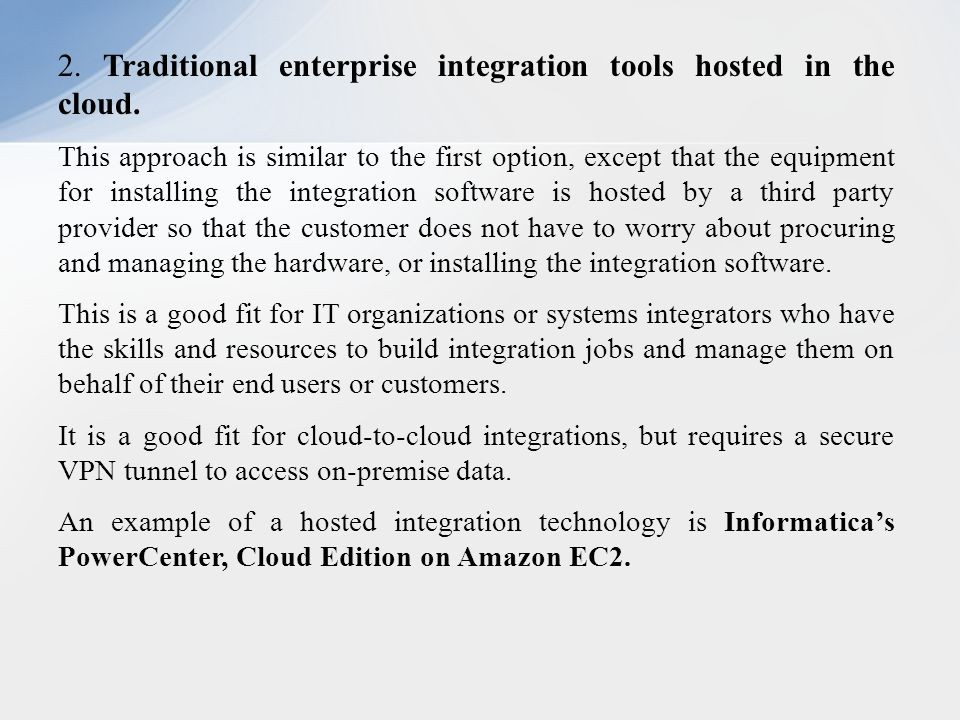 2. Traditional enterprise integration tools hosted in the
cloud.
This approach is similar to the first option, except that the equipment
for installing the integration software is hosted by a third party
provider so that the customer does not have to worry about procuring
and managing the hardware, or installing the integration software.
This is a good fit for IT organizations or systems integrators who have
the skills and resources to build integration jobs and manage them on
behalf of their end users or customers.
It is a good fit for cloud-to-cloud integrations, but requires a secure
VPN tunnel to access on-premise data.
An example of a hosted integration technology is Informatica’s
PowerCenter, Cloud Edition on Amazon EC2.